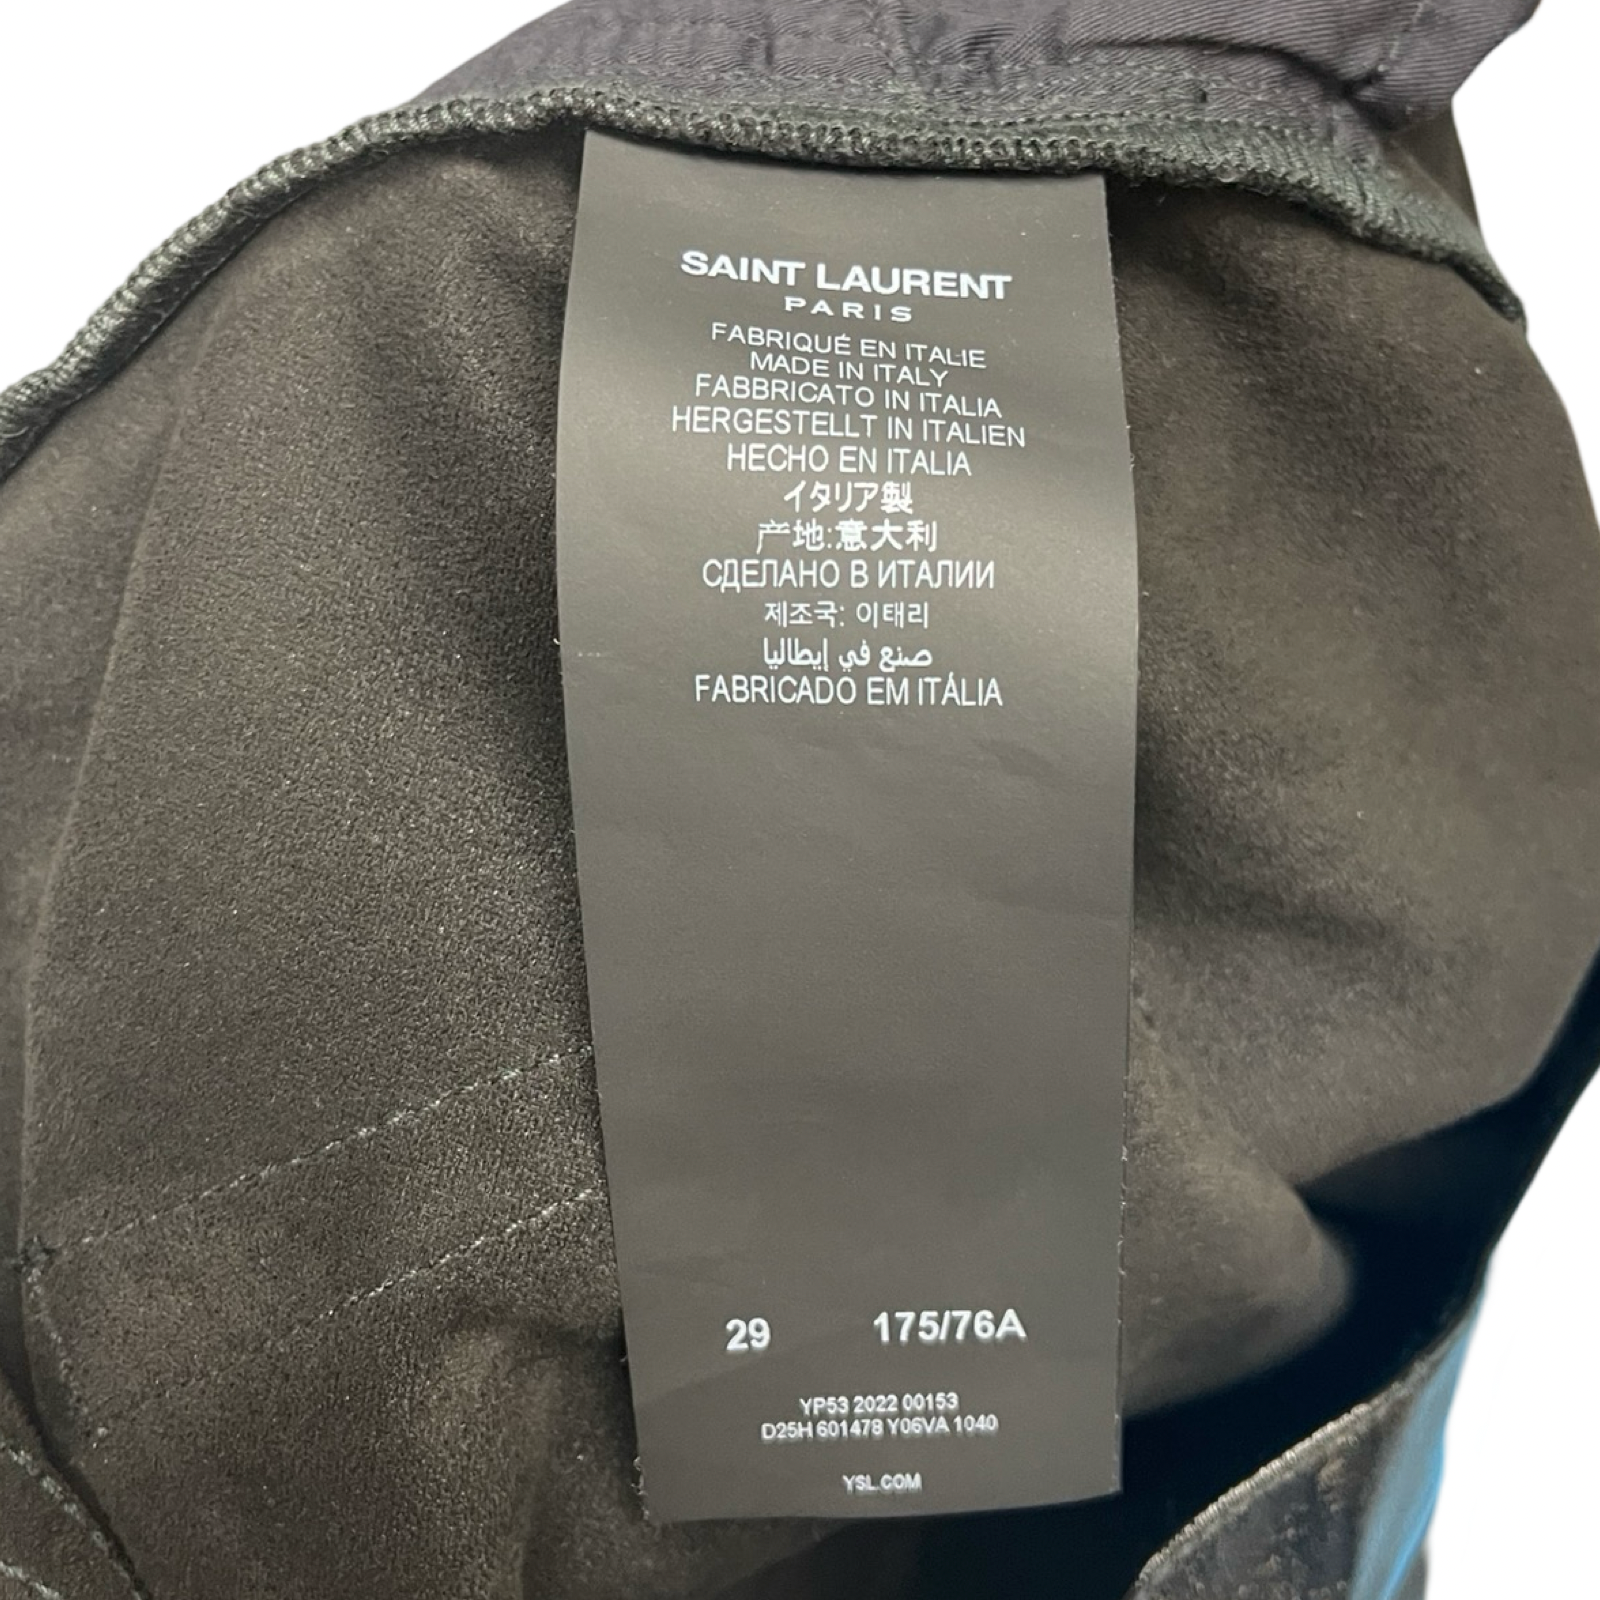 SAINT LAURENT
PARIS
FABRIQUÉ EN ITALIE
MADE IN ITALY
FABBRICATO IN ITALIA
HERGESTELLT IN ITALIEN
HECHO EN ITALIA
イタリア製
产地:意大利
СДЕЛАНО В ИТАЛИИ
제조국: 이태리
صنع في إيطاليا
FABRICADO EM ITÁLIA
29 175/76A
YP53 2022 00153
D25H 601478 Y06VA 1040
YSL.COM